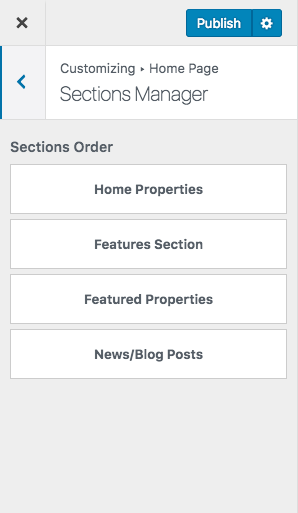 Publish
Customizing ▸ Home Page
Sections Manager
Sections Order
Home Properties
Features Section
Featured Properties
News/Blog Posts